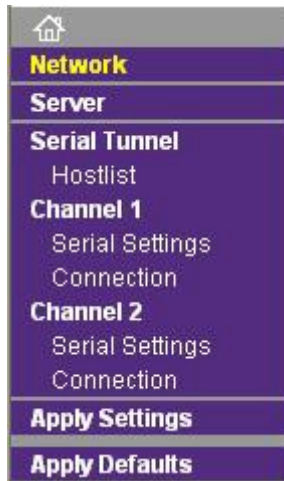 Network
Server
Serial Tunnel
Hostlist
Channel 1
Serial Settings
Connection
Channel 2
Serial Settings
Connection
Apply Settings
Apply Defaults